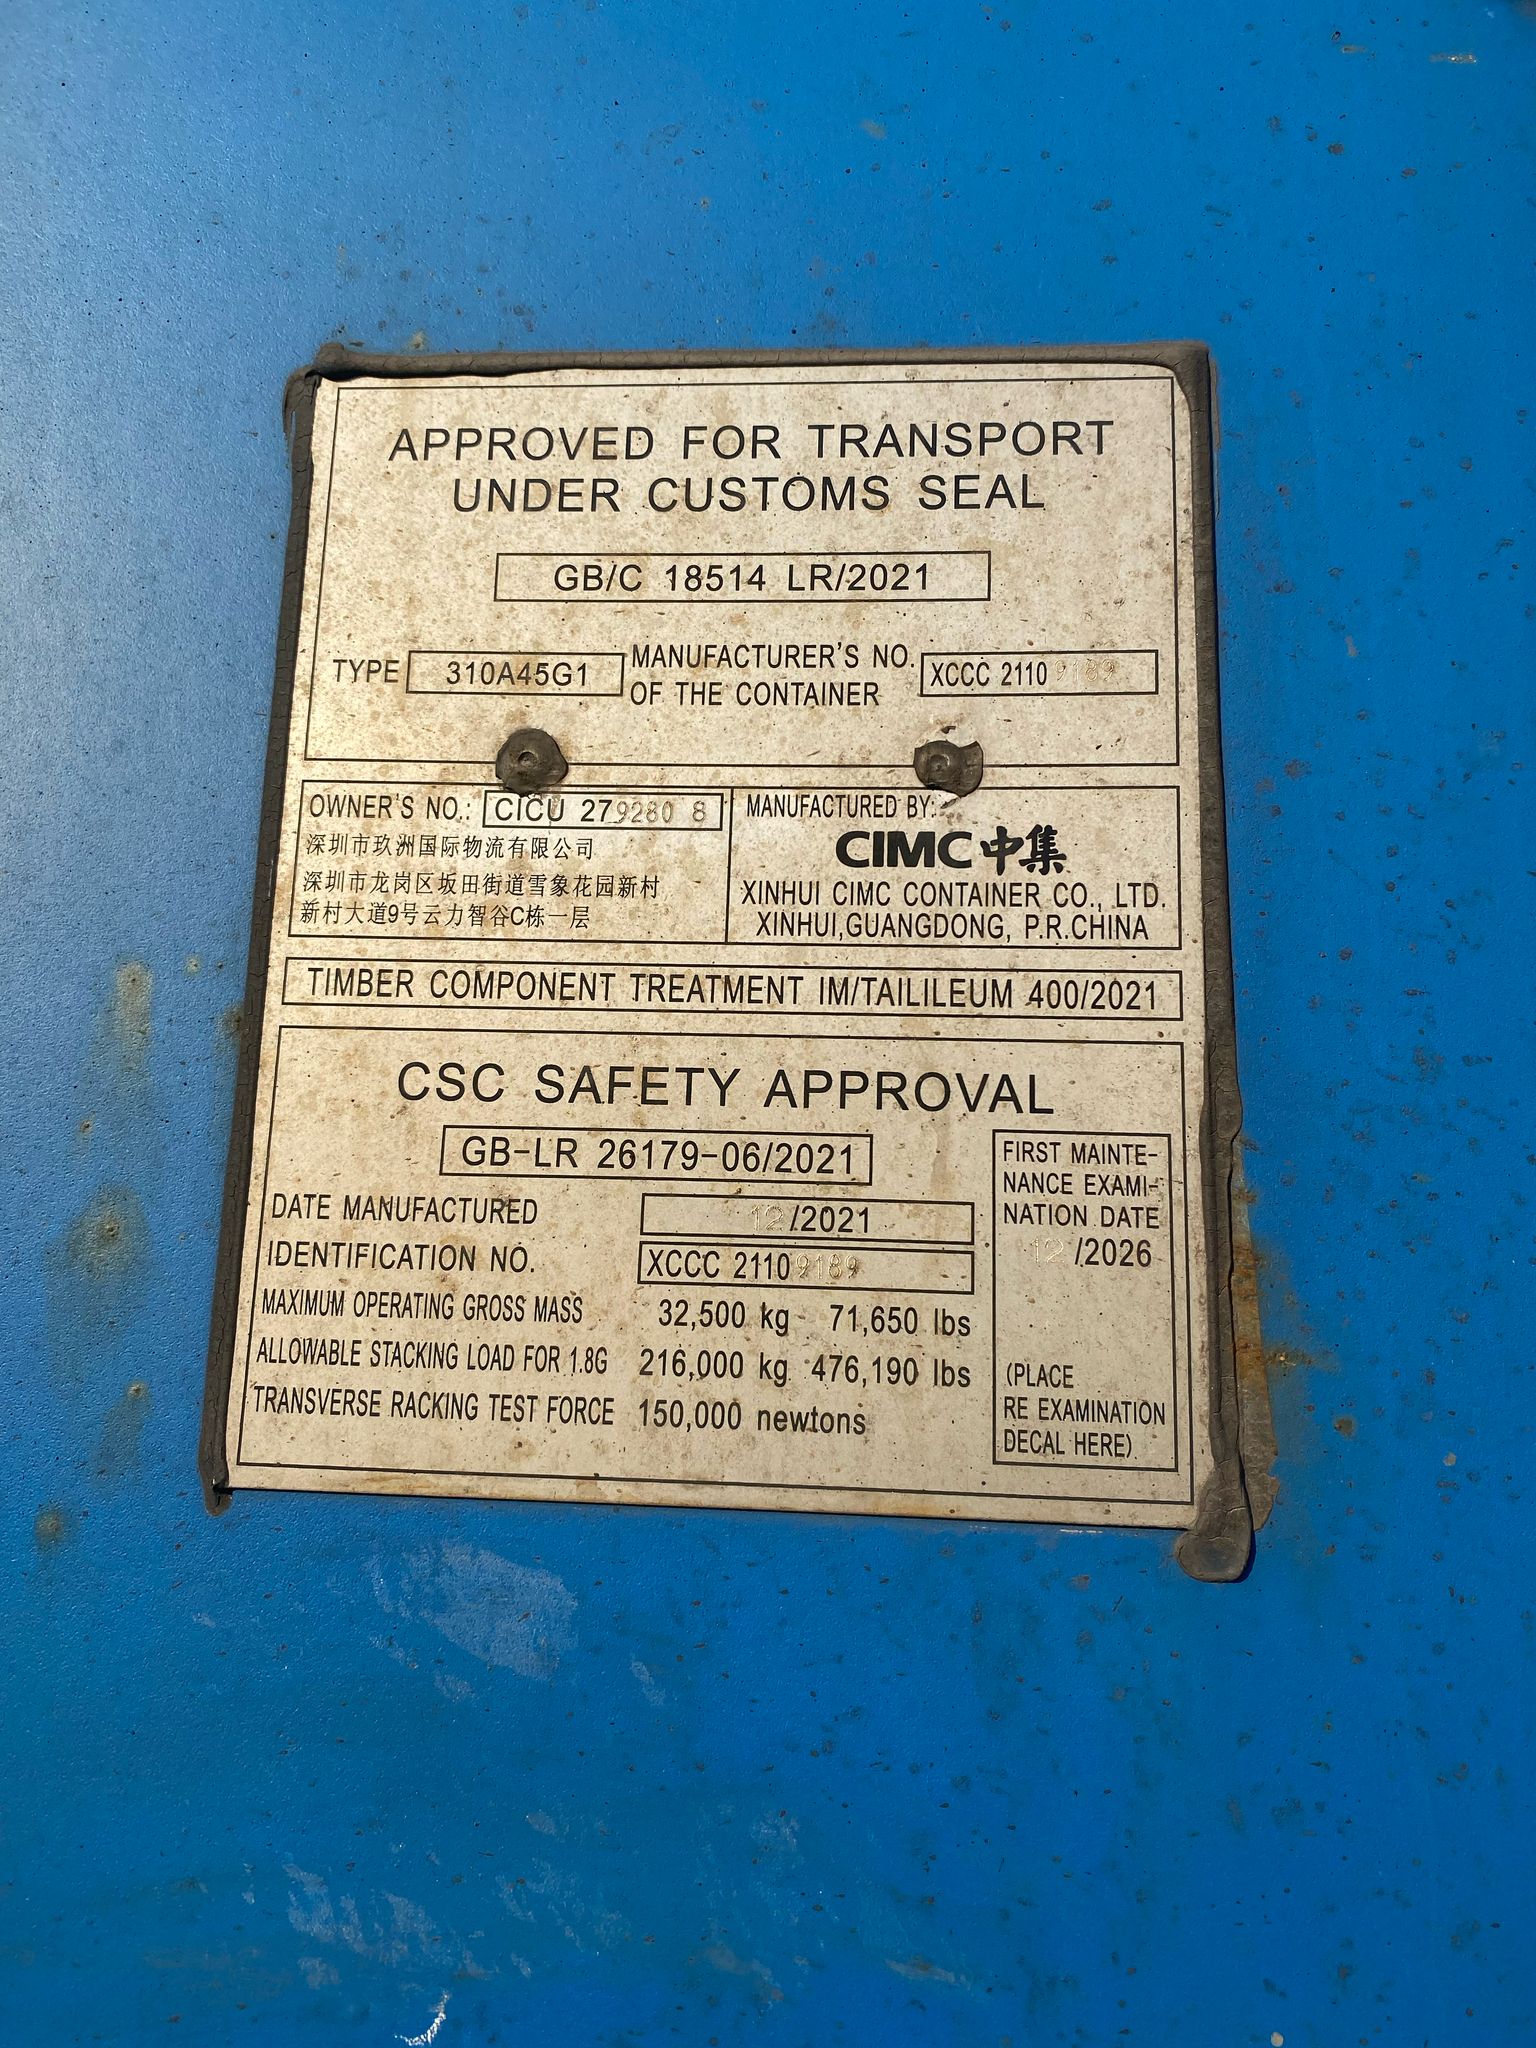 APPROVED FOR TRANSPORT
UNDER CUSTOMS SEAL
GB/C 18514 LR/2021
TYPE 310A45G1
MANUFACTURER'S NO.
OF THE CONTAINER
XCCC 21109189
OWNER'S NO.: CICU 279280 8
深圳市玖洲国际物流有限公司
深圳市龙岗区坂田街道雪象花园新村
新村大道9号云力智谷C栋一层
MANUFACTURED BY:
CIMC中集
XINHUI CIMC CONTAINER CO., LTD.
XINHUI,GUANGDONG, P.R.CHINA
TIMBER COMPONENT TREATMENT IM/TAILILEUM 400/2021
CSC SAFETY APPROVAL
GB-LR 26179-06/2021
DATE MANUFACTURED 12/2021
IDENTIFICATION NO. XCCC 21109189
MAXIMUM OPERATING GROSS MASS 32,500 kg 71,650 lbs
ALLOWABLE STACKING LOAD FOR 1.8G 216,000 kg 476,190 lbs
TRANSVERSE RACKING TEST FORCE 150,000 newtons
FIRST MAINTE-
NANCE EXAMI-
NATION DATE
12/2026
(PLACE
RE EXAMINATION
DECAL HERE)